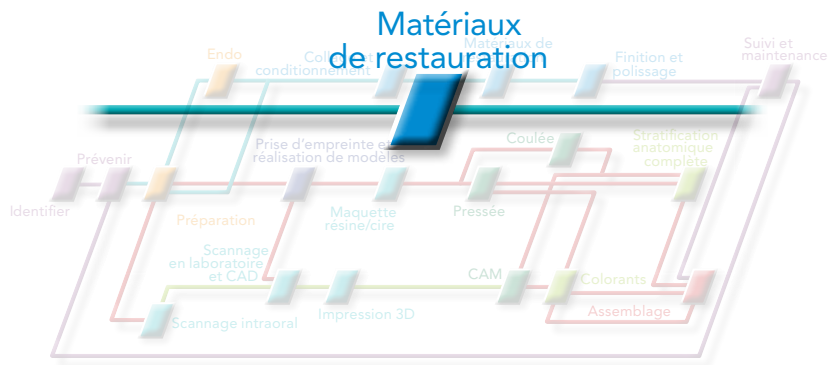 Matériaux
de restauration
Endo
Collage et
conditionnement
Matériaux de
Finition et
polissage
Suivi et
maintenance
Prise d'empreinte et
réalisation de modèles
Coulée
Stratification
anatomique
complète
Prévenir
Identifier
Préparation
Maquette
résine/cire
Pressée
Scannage
en laboratoire
et CAD
CAM
Colorants
Scannage intraoral
Impression 3D
Assemblage